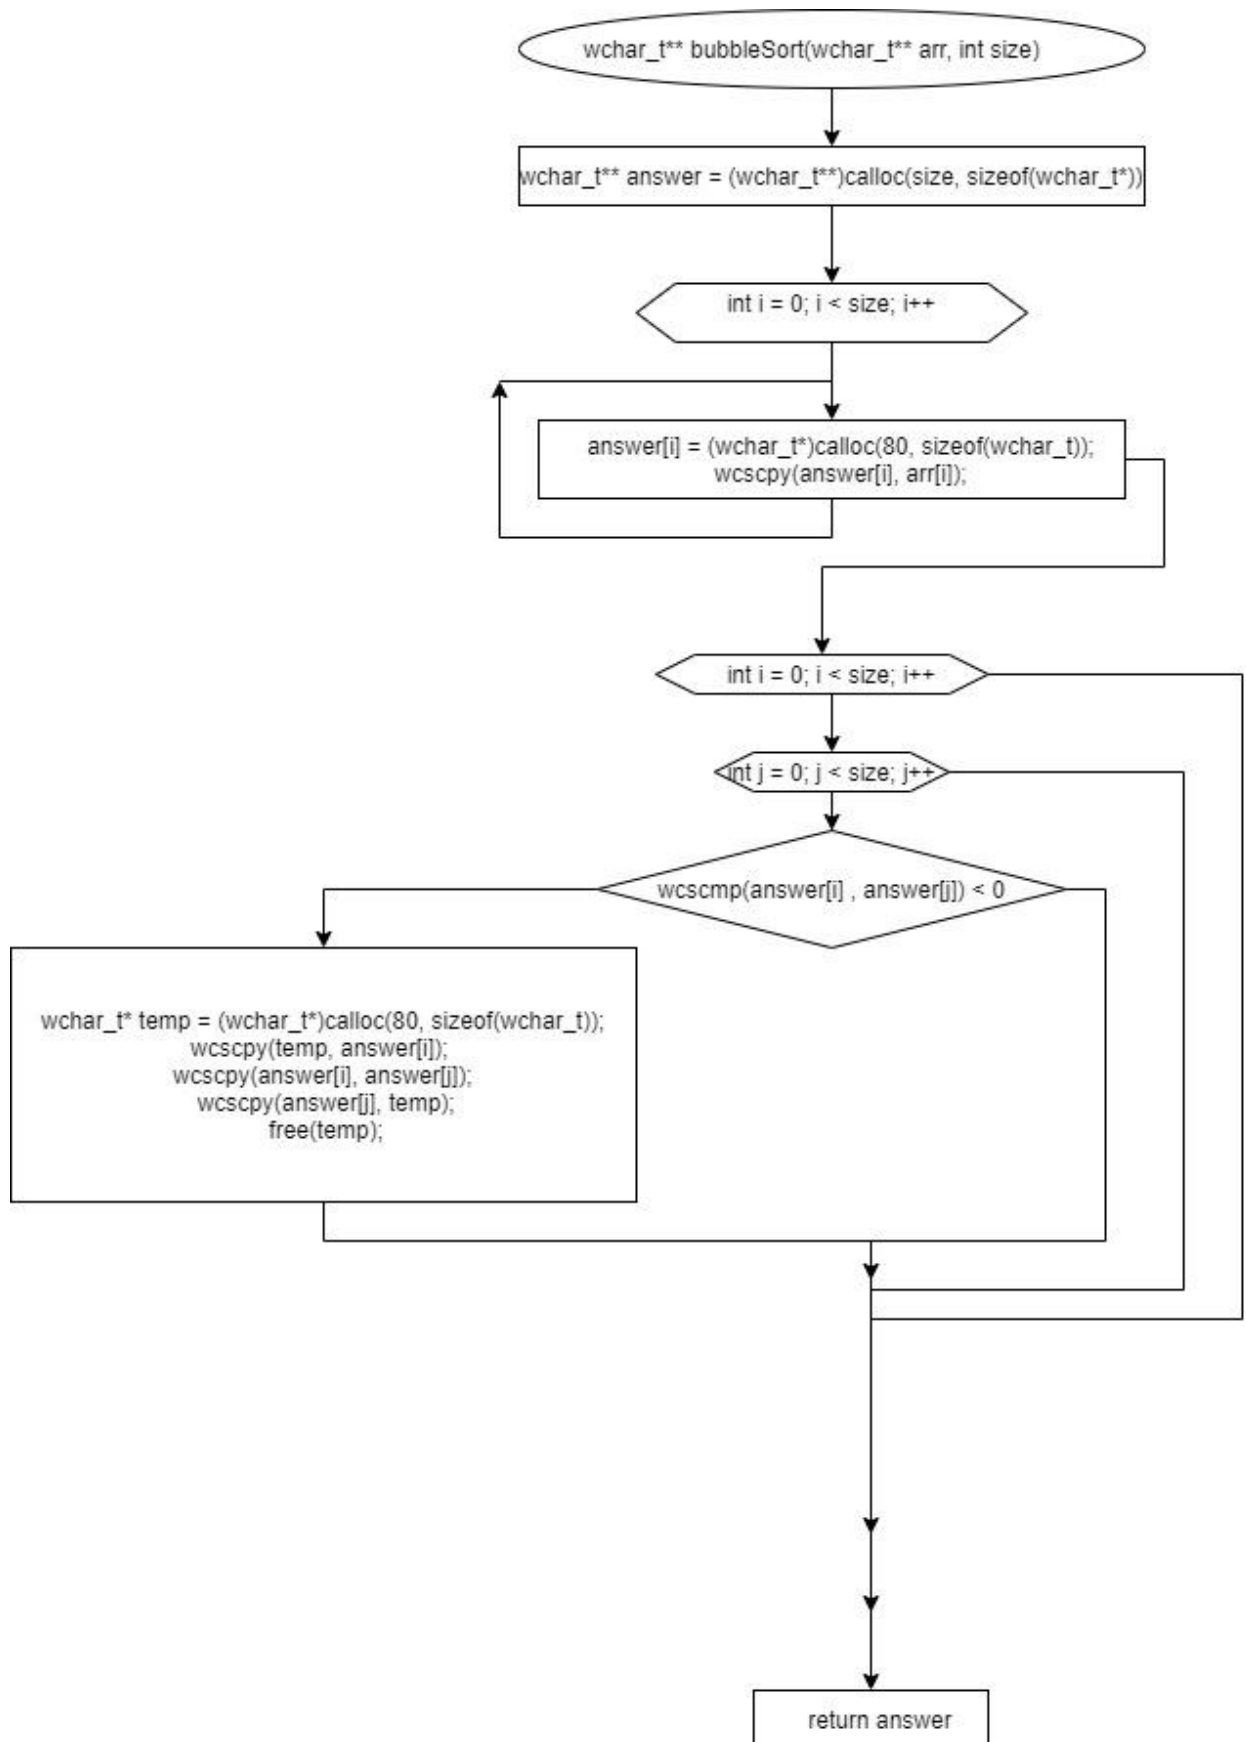 wchar_t** bubbleSort(wchar_t** arr, int size)
wchar_t** answer = (wchar_t**)calloc(size, sizeof(wchar_t*))
int i = 0; i < size; i++
answer[i] = (wchar_t*)calloc(80, sizeof(wchar_t));
wcscpy(answer[i], arr[i]);
int i = 0; i < size; i++
int j = 0; j < size; j++
wcscmp(answer[i] , answer[j]) < 0
wchar_t* temp = (wchar_t*)calloc(80, sizeof(wchar_t));
wcscpy(temp, answer[i]);
wcscpy(answer[i], answer[j]);
wcscpy(answer[j], temp);
free(temp);
return answer